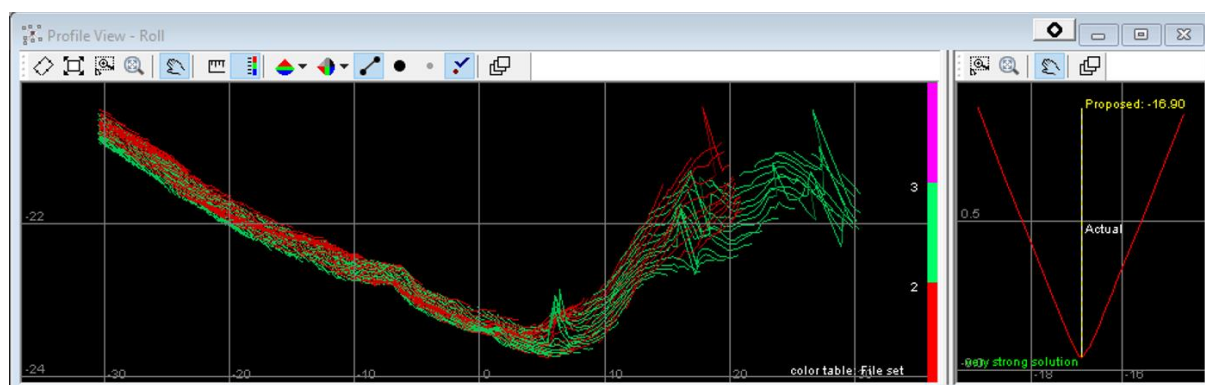 Profile View - Roll
Proposed: -16.90
3
-22
0.5
Actual
2
-24
-30
-20
-10
0
10
20
30
color table: File set
very strong solution
-18
-16